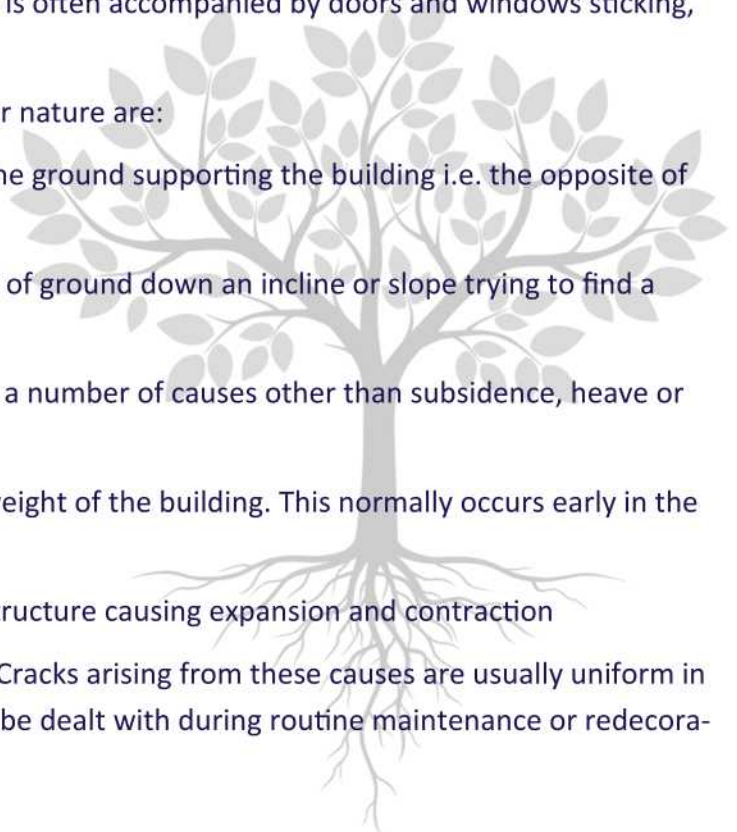 is often accompanied by doors and windows sticking,
r nature are:
he ground supporting the building i.e. the opposite of
of ground down an incline or slope trying to find a
a number of causes other than subsidence, heave or
eight of the building. This normally occurs early in the
tructure causing expansion and contraction
Cracks arising from these causes are usually uniform in
be dealt with during routine maintenance or redecora-